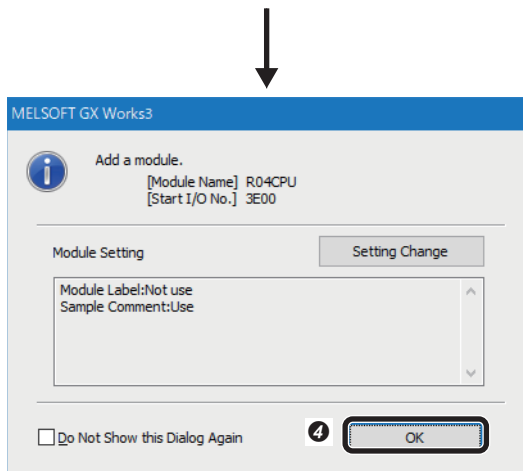 MELSOFT GX Works3
Add a module.
[Module Name] R04CPU
[Start I/O No.] 3E00
Module Setting
Setting Change
Module Label:Not use
Sample Comment:Use
Do Not Show this Dialog Again
❹
OK